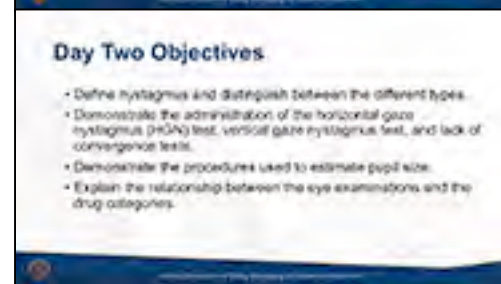 Day Two Objectives
• Define nystagmus and distinguish between the different types.
• Demonstrate the administration of the horizontal gaze
nystagmus (HGN) test, vertical gaze nystagmus test, and lack of
convergence tests.
• Demonstrate the procedures used to estimate pupil size.
• Explain the relationship between the eye examinations and the
drug categories.